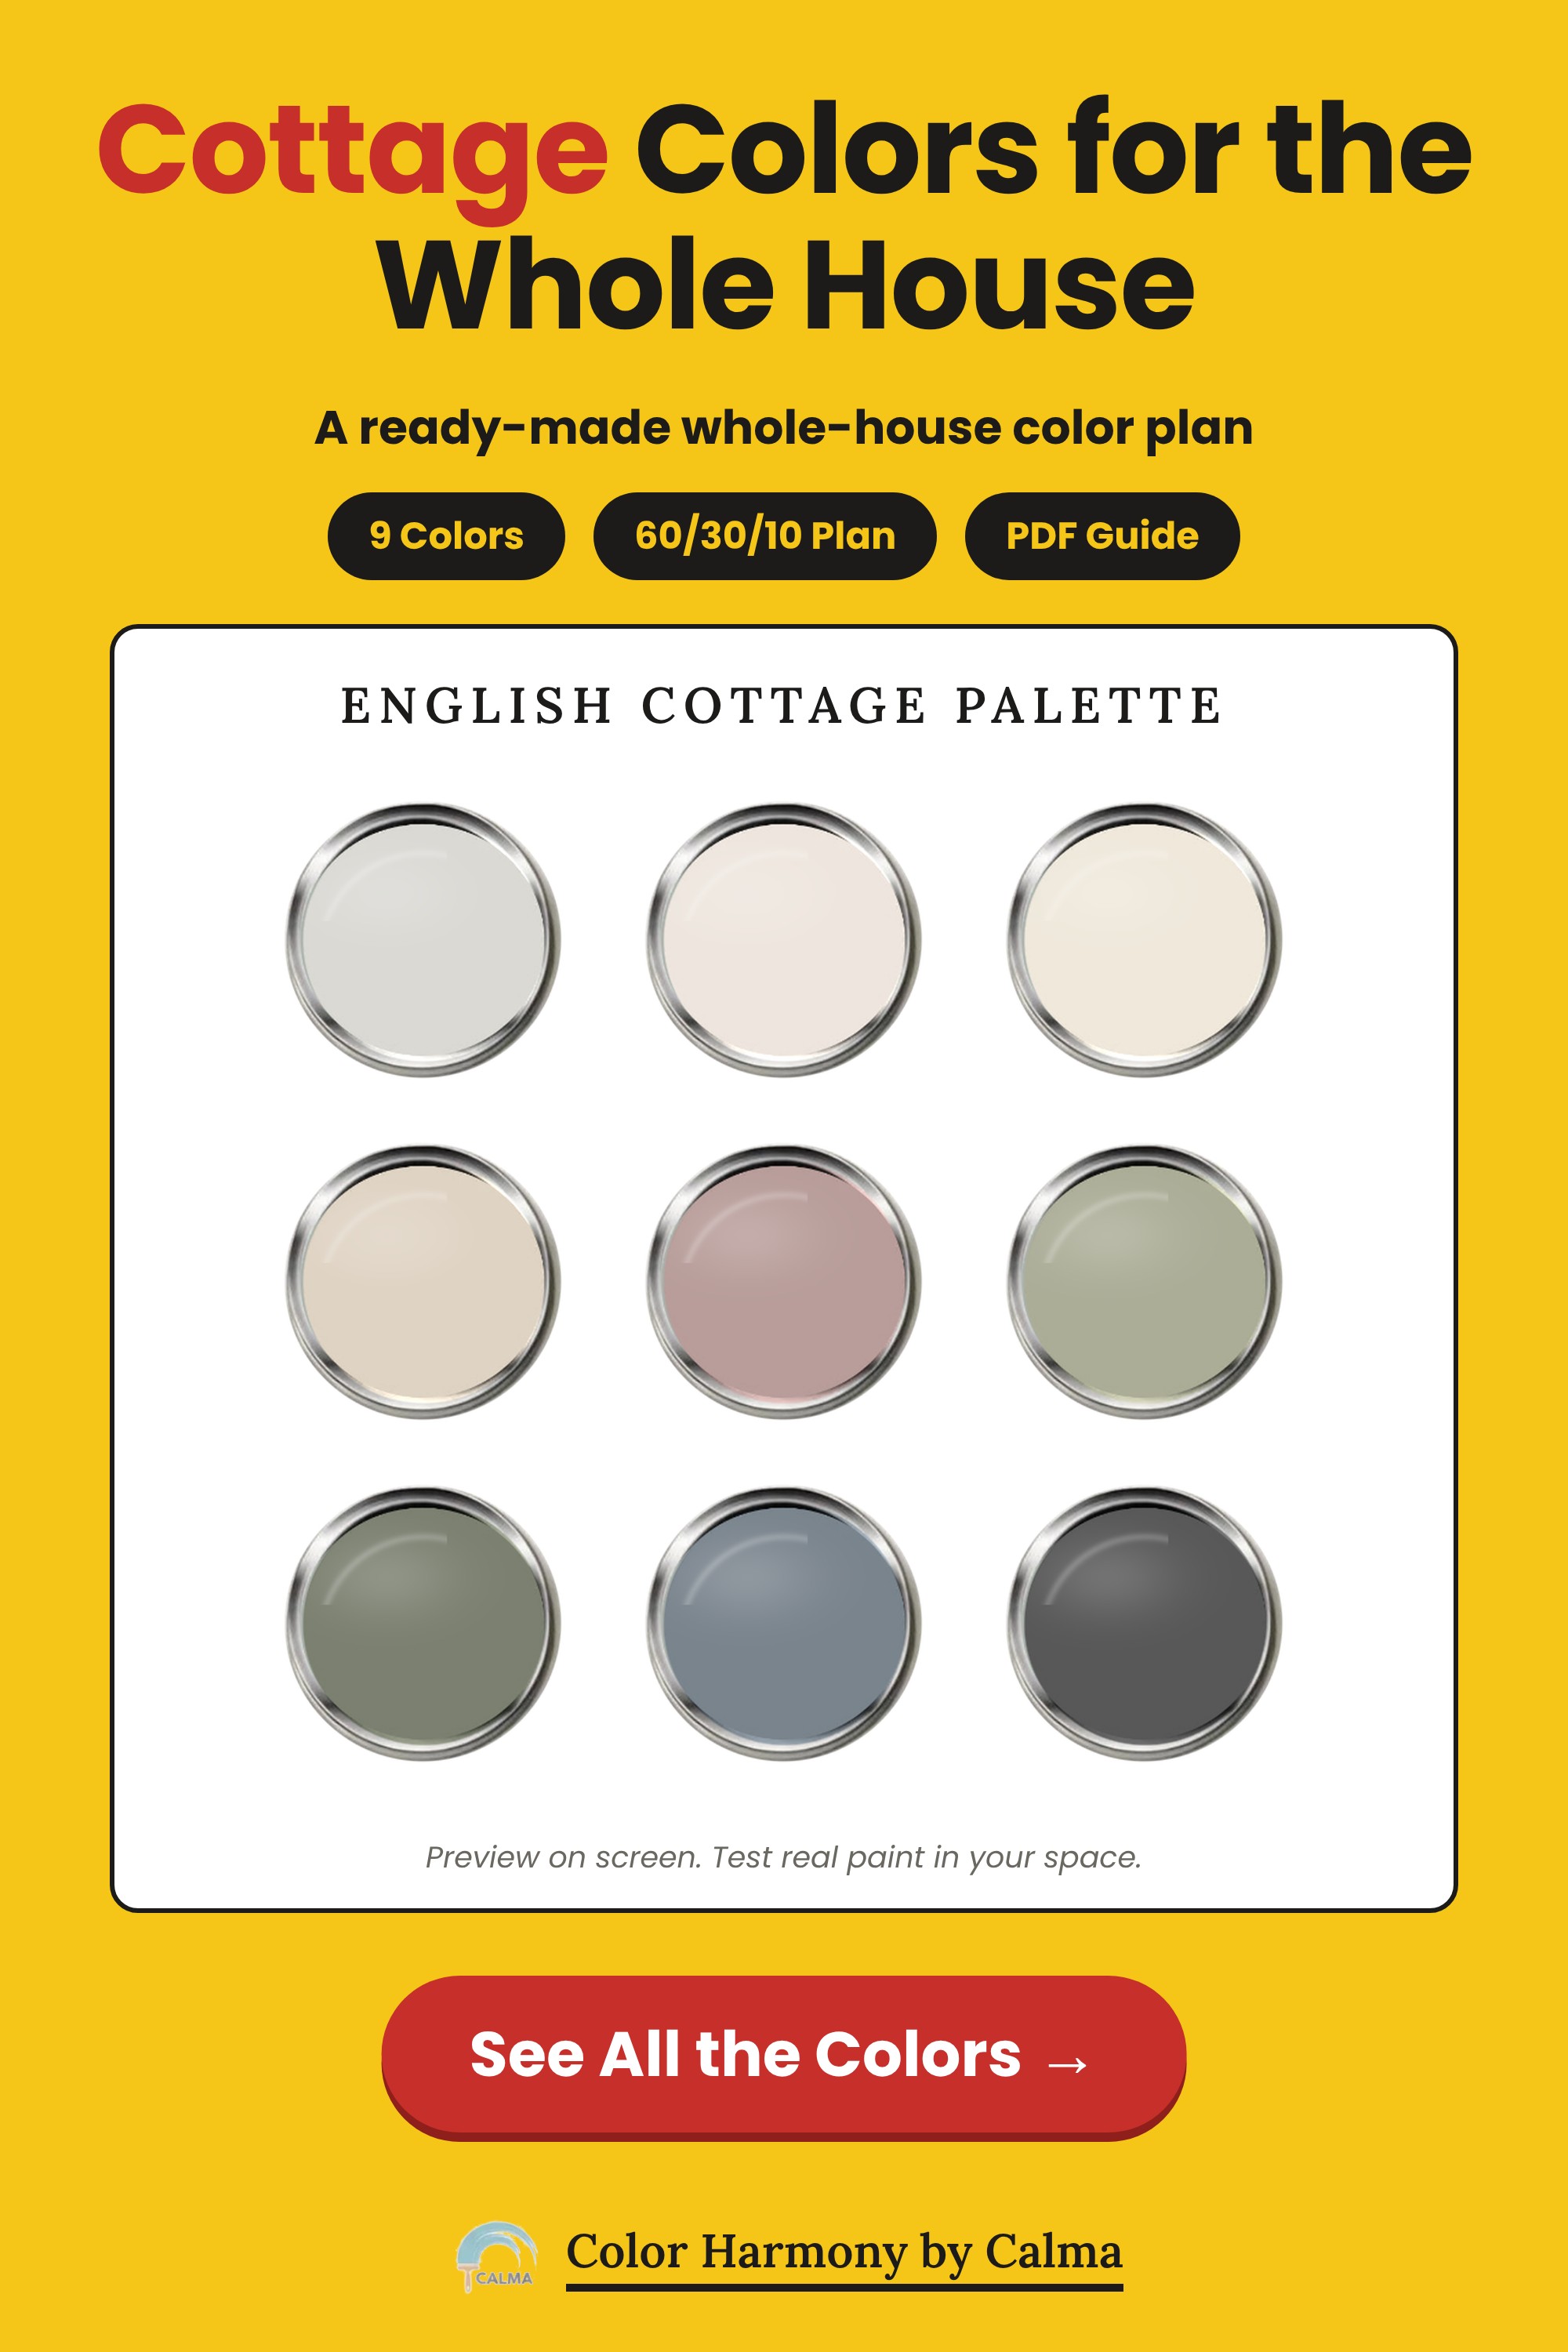 Cottage Colors for the
Whole House
A ready-made whole-house color plan
9 Colors
60/30/10 Plan
PDF Guide
ENGLISH COTTAGE PALETTE
Preview on screen. Test real paint in your space.
See All the Colors →
CALMA
Color Harmony by Calma